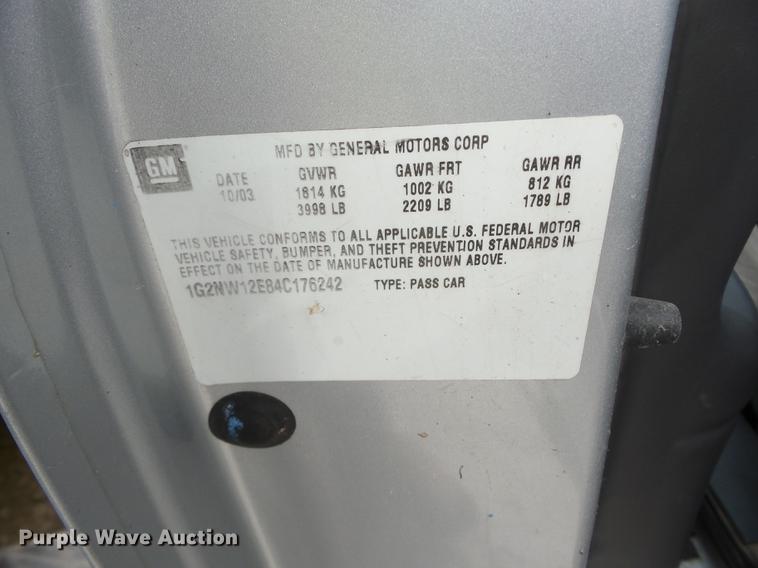 GM
MFD BY GENERAL MOTORS CORP
DATE GVWR GAWR FRT GAWR RR
10/03 1814 KG 1002 KG 812 KG
3998 LB 2209 LB 1789 LB
THIS VEHICLE CONFORMS TO ALL APPLICABLE U.S. FEDERAL MOTOR
VEHICLE SAFETY, BUMPER, AND THEFT PREVENTION STANDARDS IN
EFFECT ON THE DATE OF MANUFACTURE SHOWN ABOVE.
1G2NW12E84C176242 TYPE: PASS CAR
Purple Wave Auction